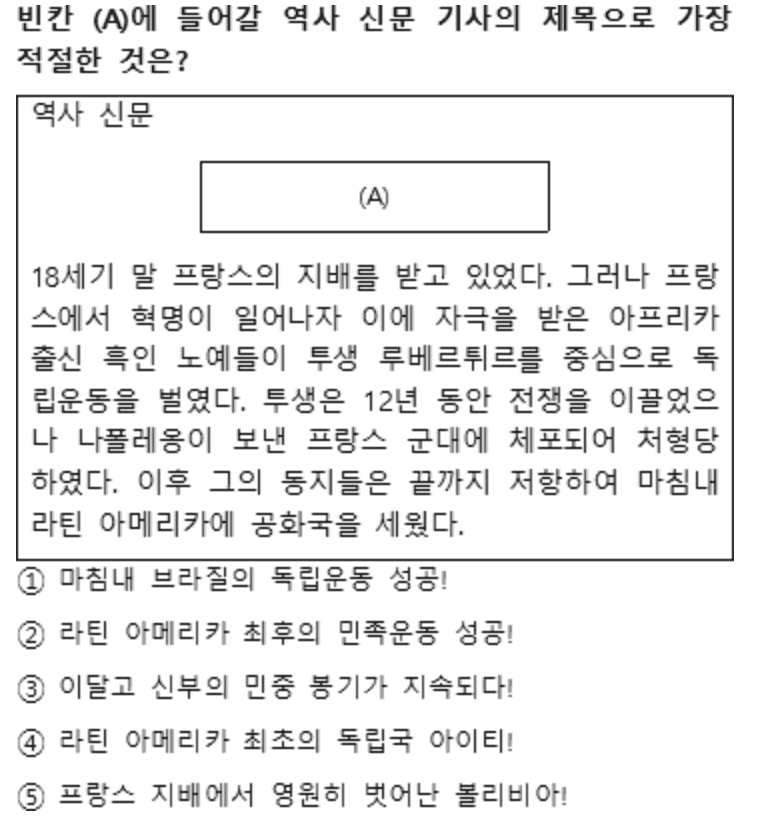 빈칸 (A)에 들어갈 역사 신문 기사의 제목으로 가장
적절한 것은?
역사 신문
(A)
18세기 말 프랑스의 지배를 받고 있었다. 그러나 프랑
스에서 혁명이 일어나자 이에 자극을 받은 아프리카
출신 흑인 노예들이 투생 루베르튀르를 중심으로 독
립운동을 벌였다. 투생은 12년 동안 전쟁을 이끌었으
나 나폴레옹이 보낸 프랑스 군대에 체포되어 처형당
하였다. 이후 그의 동지들은 끝까지 저항하여 마침내
라틴 아메리카에 공화국을 세웠다.
① 마침내 브라질의 독립운동 성공!
② 라틴 아메리카 최후의 민족운동 성공!
③ 이달고 신부의 민중 봉기가 지속되다!
④ 라틴 아메리카 최초의 독립국 아이티!
⑤ 프랑스 지배에서 영원히 벗어난 볼리비아!